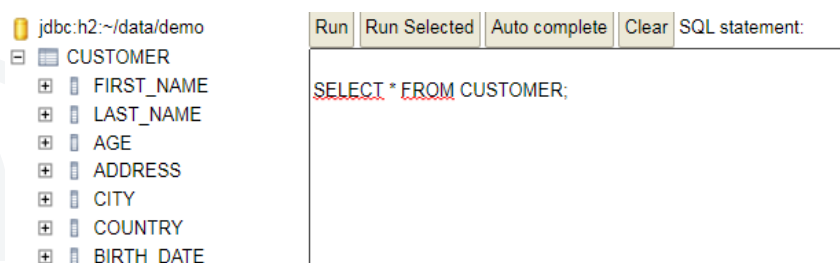 jdbc:h2:~/data/demo
CUSTOMER
FIRST_NAME
LAST_NAME
AGE
ADDRESS
CITY
COUNTRY
BIRTH_DATE
Run Run Selected Auto complete Clear SQL statement:
SELECT * FROM CUSTOMER;